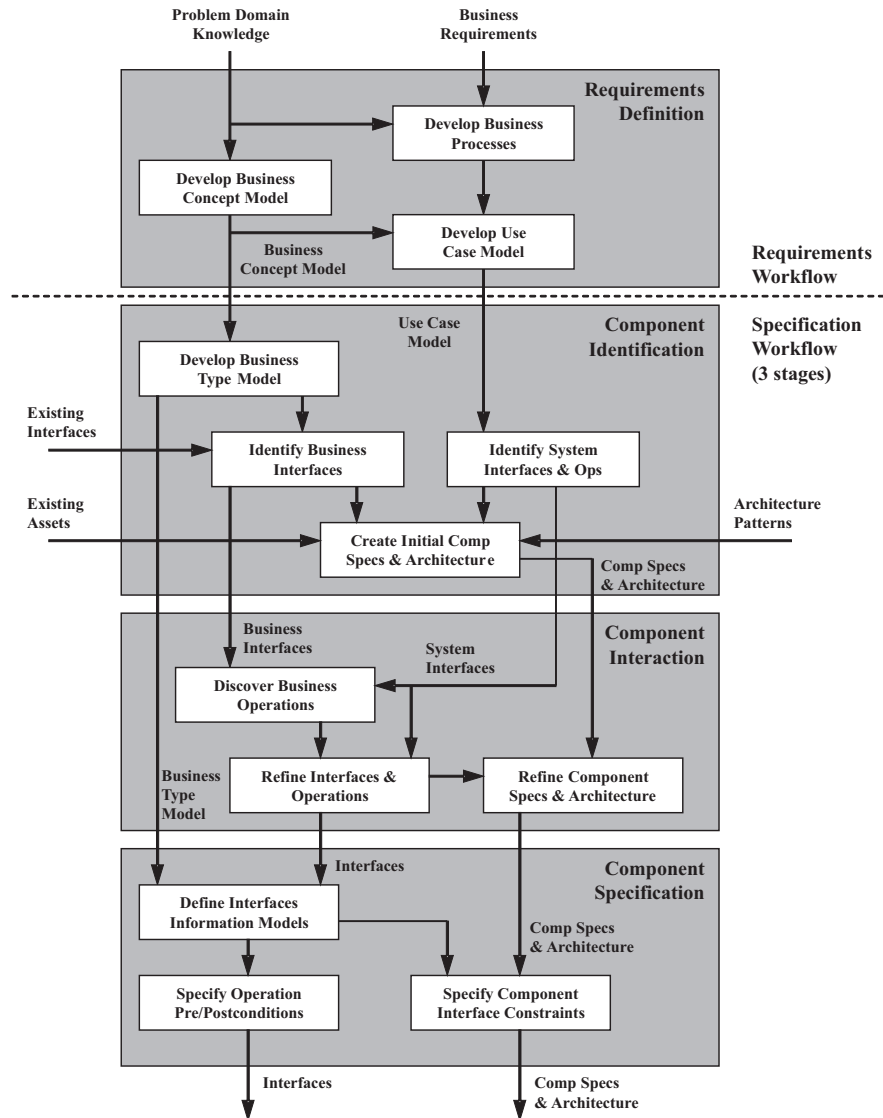 Problem Domain
Knowledge
Business
Requirements
Requirements
Definition
Develop Business
Processes
Develop Business
Concept Model
Develop Use
Case Model
Business
Concept Model
Requirements
Workflow
Use Case
Model
Component
Identification
Specification
Workflow
(3 stages)
Develop Business
Type Model
Existing
Interfaces
Identify Business
Interfaces
Identify System
Interfaces & Ops
Existing
Assets
Architecture
Patterns
Create Initial Comp
Specs & Architecture
Comp Specs
& Architecture
Business
Interfaces
System
Interfaces
Component
Interaction
Discover Business
Operations
Business
Type
Model
Refine Interfaces &
Operations
Refine Component
Specs & Architecture
Interfaces
Component
Specification
Define Interfaces
Information Models
Comp Specs
& Architecture
Specify Operation
Pre/Postconditions
Specify Component
Interface Constraints
Interfaces
Comp Specs
& Architecture